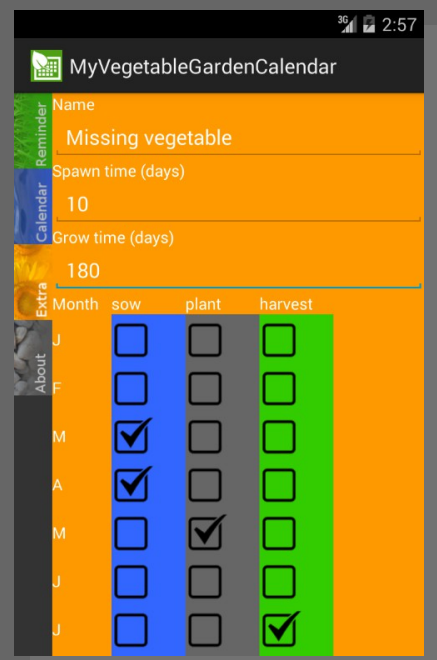 3G 2:57
MyVegetableGardenCalendar
Reminder
Calendar
Extra
About
Name
Missing vegetable
Spawn time (days)
10
Grow time (days)
180
Month sow plant harvest
J
F
M
A
M
J
J